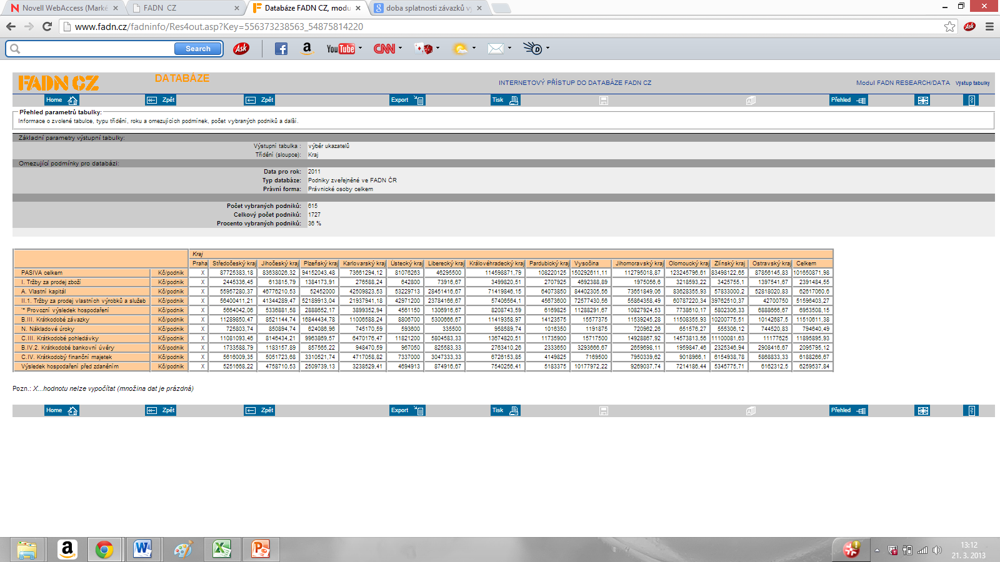 Novell WebAccess (Marké
FADN CZ
Databáze FADN CZ, modu
doba splatnosti závazků v
www.fadn.cz/fadninfo/Res4out.asp?Key=556373238563_54875814220
Ask
Search
Ask
a
YouTube
CNN
D
FADN CZ
DATABÁZE
INTERNETOVÝ PŘÍSTUP DO DATABÁZE FADN CZ
Modul FADN RESEARCH/DATA Výstup tabulky
Home Zpět Zpět Export Tisk Přehled
Přehled parametrů tabulky:
Informace o zvolené tabulce, typu třídění, roku a omezujících podmínek, počet vybraných podniků a další.
Základní parametry výstupní tabulky:
Výstupní tabulka : výběr ukazatelů
Třídění (sloupce): Kraj
Omezující podmínky pro databázi:
Data pro rok: 2011
Typ databáze: Podniky zveřejněné ve FADN ČR
Právní forma: Právnické osoby celkem
Počet vybraných podniků: 615
Celkový počet podniků: 1727
Procento vybraných podniků: 36 %
Kraj
Praha Středočeský kraj Jihočeský kraj Plzeňský kraj Karlovarský kraj Ústecký kraj Liberecký kraj Královéhradecký kraj Pardubický kraj Vysočina Jihomoravský kraj Olomoucký kraj Zlínský kraj Ostravský kraj Celkem
PASIVA celkem Kč/podnik X 87725383,18 83638026,32 94152043,48 73661294,12 81076263 46295500 114598871,79 108220125 150292611,11 112795018,87 123245796,61 83498122,65 87856145,83 101650871,98
I. Tržby za prodej zboží Kč/podnik X 2445336,45 613815,79 1384173,91 276588,24 642800 73916,67 3499820,51 2707925 4692388,89 1975056,6 3218593,22 3425755,1 1397541,67 2391484,55
A. Vlastní kapitál Kč/podnik X 55957280,37 46776210,53 52452000 42509823,53 53229713 28451416,67 71419846,15 64073850 84402305,56 73651849,06 83628355,93 57833000,2 52818020,83 62617060,6
II.1. Tržby za prodej vlastních výrobků a služeb Kč/podnik X 56400411,21 41344289,47 52189913,04 21937941,18 42971200 23784166,67 57406564,1 45673600 72577430,56 55864358,49 60787220,34 39762510,37 42700750 51596403,27
'* Provozní výsledek hospodaření Kč/podnik X 5664042,06 5336881,58 2888652,17 3899352,94 4561150 1306916,67 8208743,59 6169825 11288291,67 10827924,53 7738610,17 5802306,33 6888666,67 6953508,15
B.III. Krátkodobé závazky Kč/podnik X 11289850,47 8521144,74 16844434,78 11006588,24 8806700 5300666,67 11419358,97 14123575 15577375 11539245,28 11508355,93 10200775,51 10142687,5 11510611,38
N. Nákladové úroky Kč/podnik X 725803,74 850894,74 624086,96 745170,59 593600 335500 958589,74 1016350 1191875 720962,26 651576,27 555306,12 744520,83 794640,49
C.III. Krátkodobé pohledávky Kč/podnik X 11081093,46 8146434,21 9963869,57 6470176,47 11821200 5804583,33 13674820,51 11735900 15717500 14928867,92 14573813,56 11100081,63 11177625 11895895,93
B.IV.2. Krátkodobé bankovní úvěry Kč/podnik X 1733588,79 1183157,89 857565,22 948470,59 967050 825583,33 2763410,26 2333650 3293666,67 2659698,11 1959847,46 2325346,94 2908416,67 2095795,12
C.IV. Krátkodobý finanční majetek Kč/podnik X 5616009,35 5051723,68 3310521,74 4717058,82 7337000 3047333,33 6726153,85 4149825 7169500 7950339,62 9018966,1 6154938,78 5868833,33 6188266,67
Výsledek hospodaření před zdaněním Kč/podnik X 5251668,22 4758710,53 2509739,13 3238529,41 4694913 874916,67 7540256,41 5183375 10177972,22 9269037,74 7214186,44 5345775,71 6162312,5 6259537,84
Pozn.: X...hodnotu nelze vypočítat (množina dat je prázdná)
Home Zpět Zpět Export Tisk Přehled
13:12
21. 3. 2013